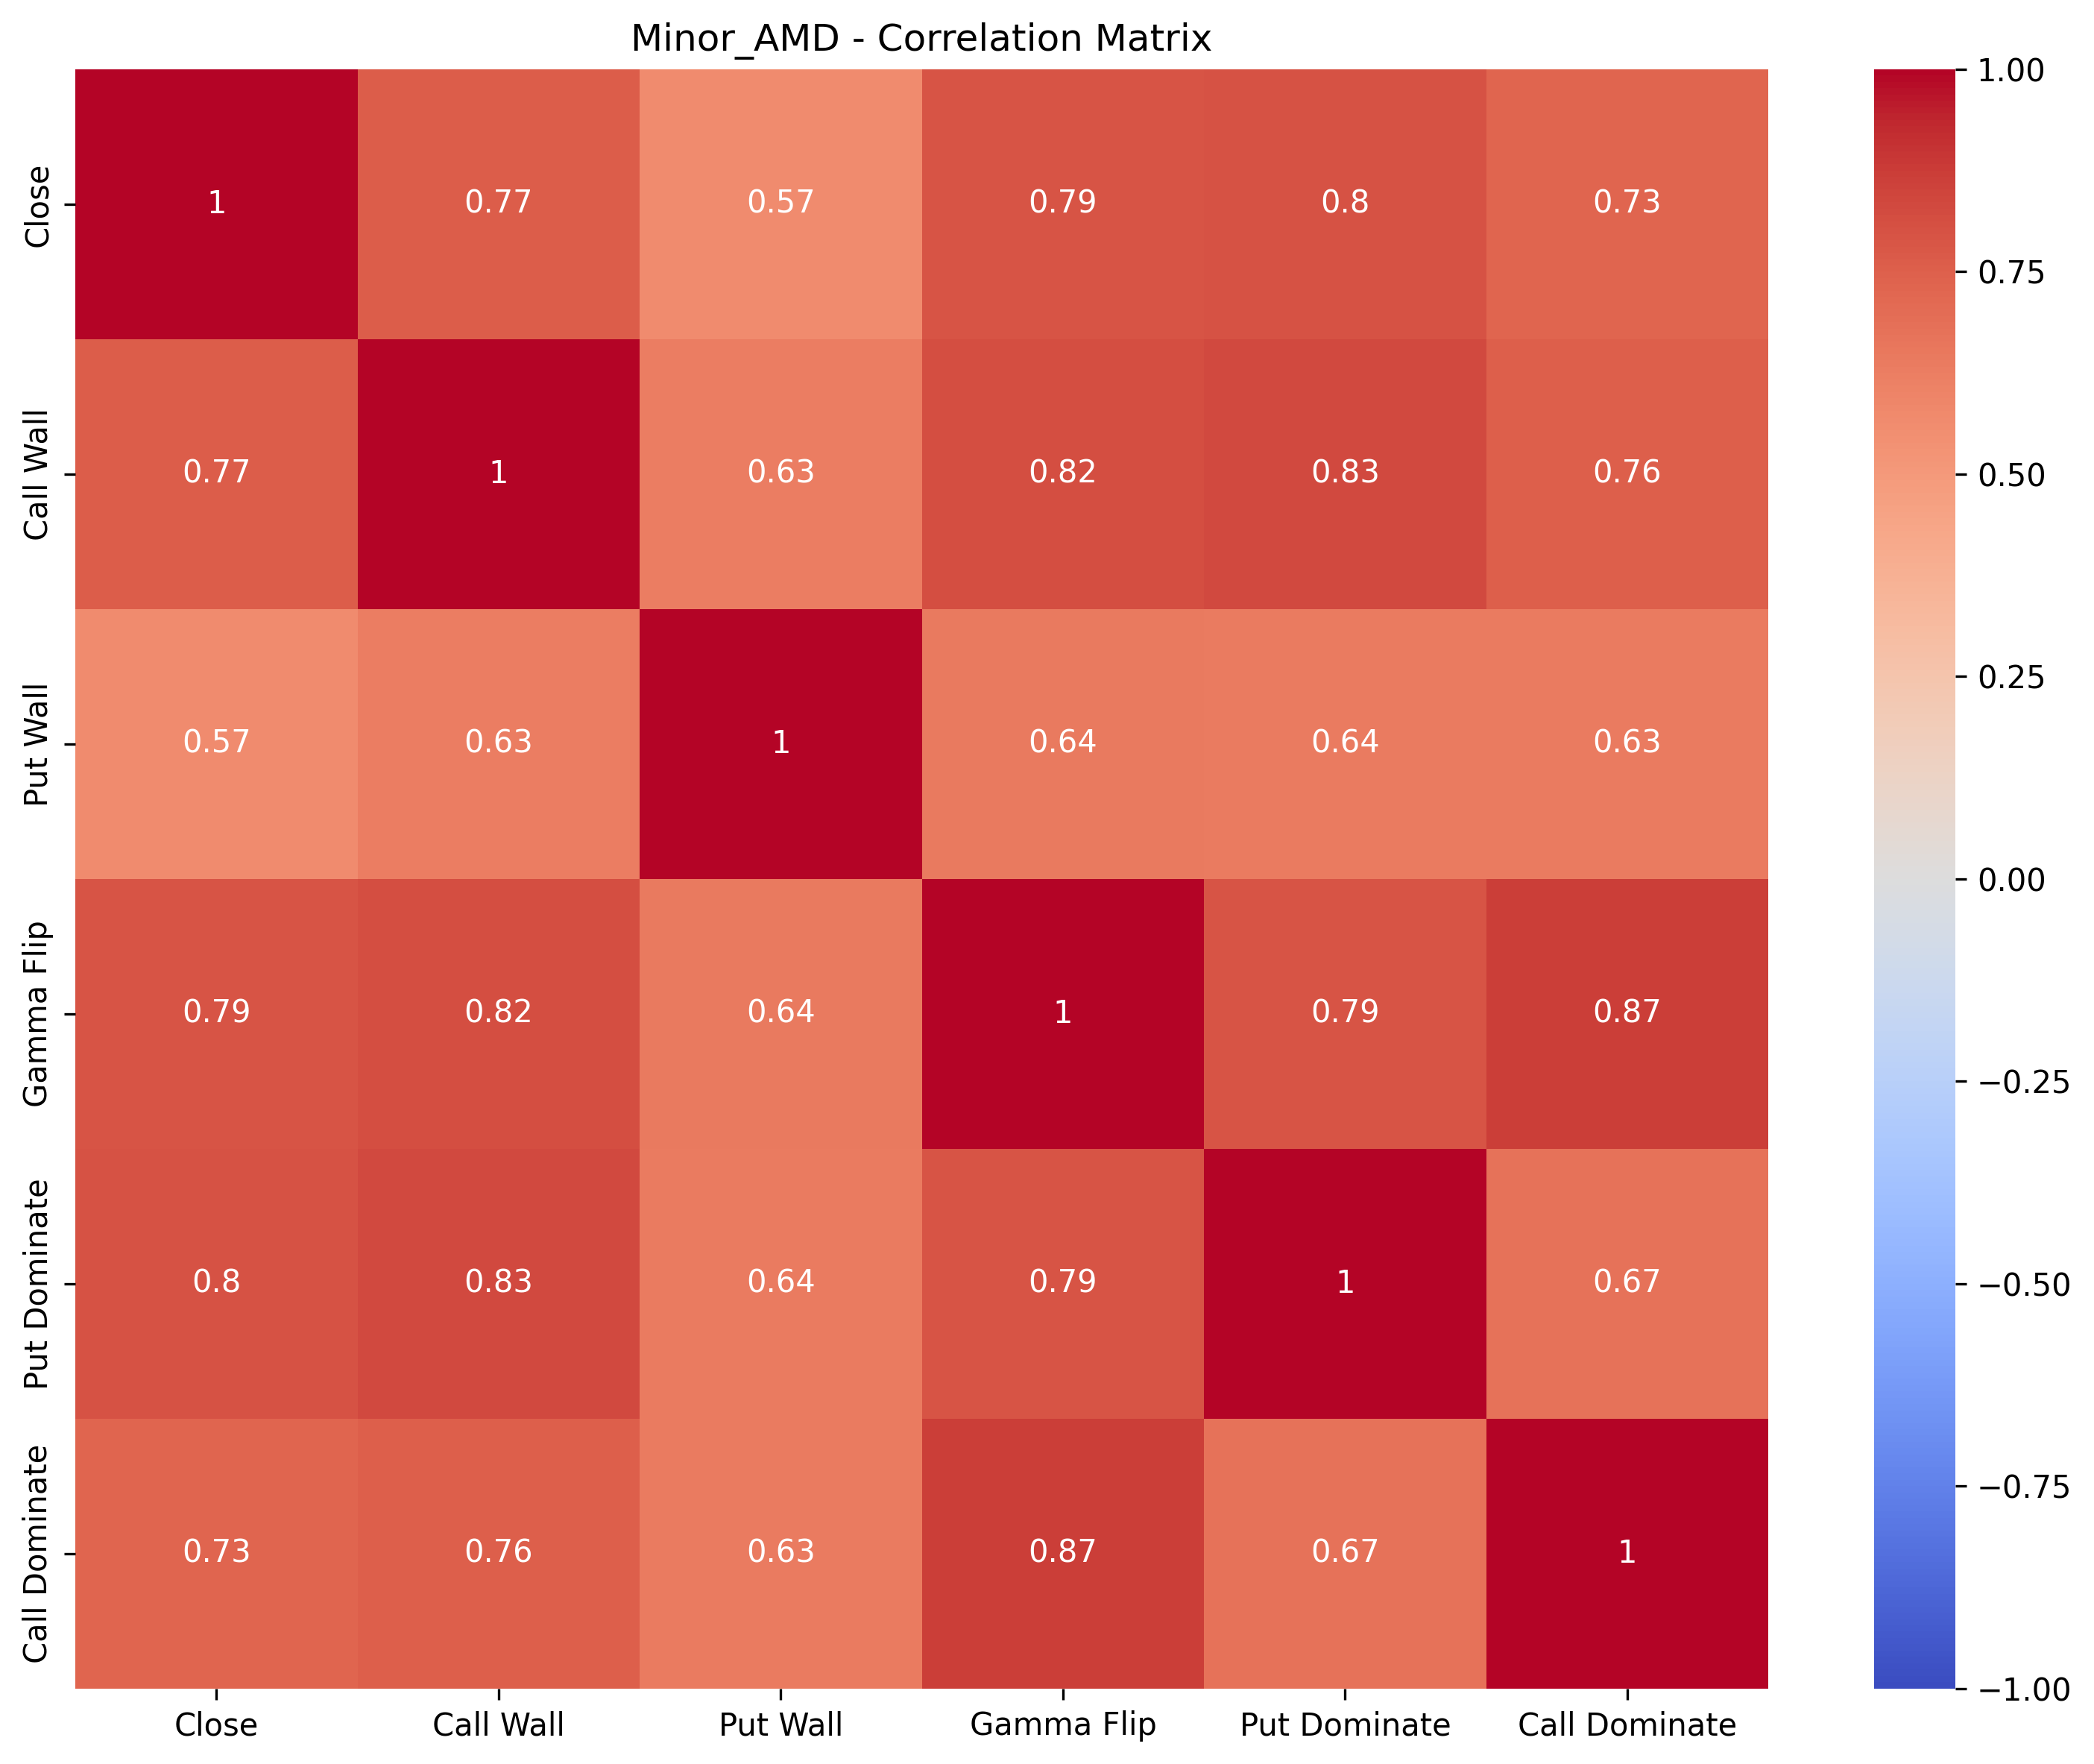 Minor_AMD - Correlation Matrix
Close 1 0.77 0.57 0.79 0.8 0.73
Call Wall 0.77 1 0.63 0.82 0.83 0.76
Put Wall 0.57 0.63 1 0.64 0.64 0.63
Gamma Flip 0.79 0.82 0.64 1 0.79 0.87
Put Dominate 0.8 0.83 0.64 0.79 1 0.67
Call Dominate 0.73 0.76 0.63 0.87 0.67 1
Close Call Wall Put Wall Gamma Flip Put Dominate Call Dominate
1.00
0.75
0.50
0.25
0.00
−0.25
−0.50
−0.75
−1.00